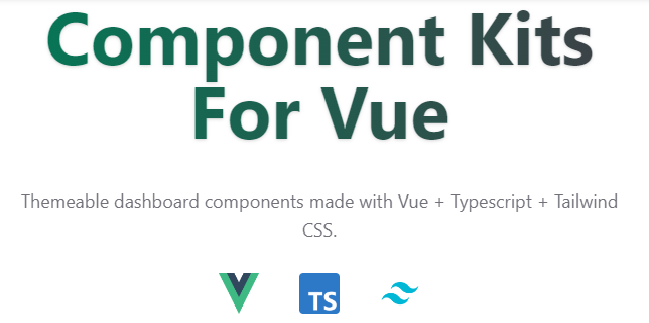 Component Kits
For Vue
Themeable dashboard components made with Vue + Typescript + Tailwind
CSS.
TS